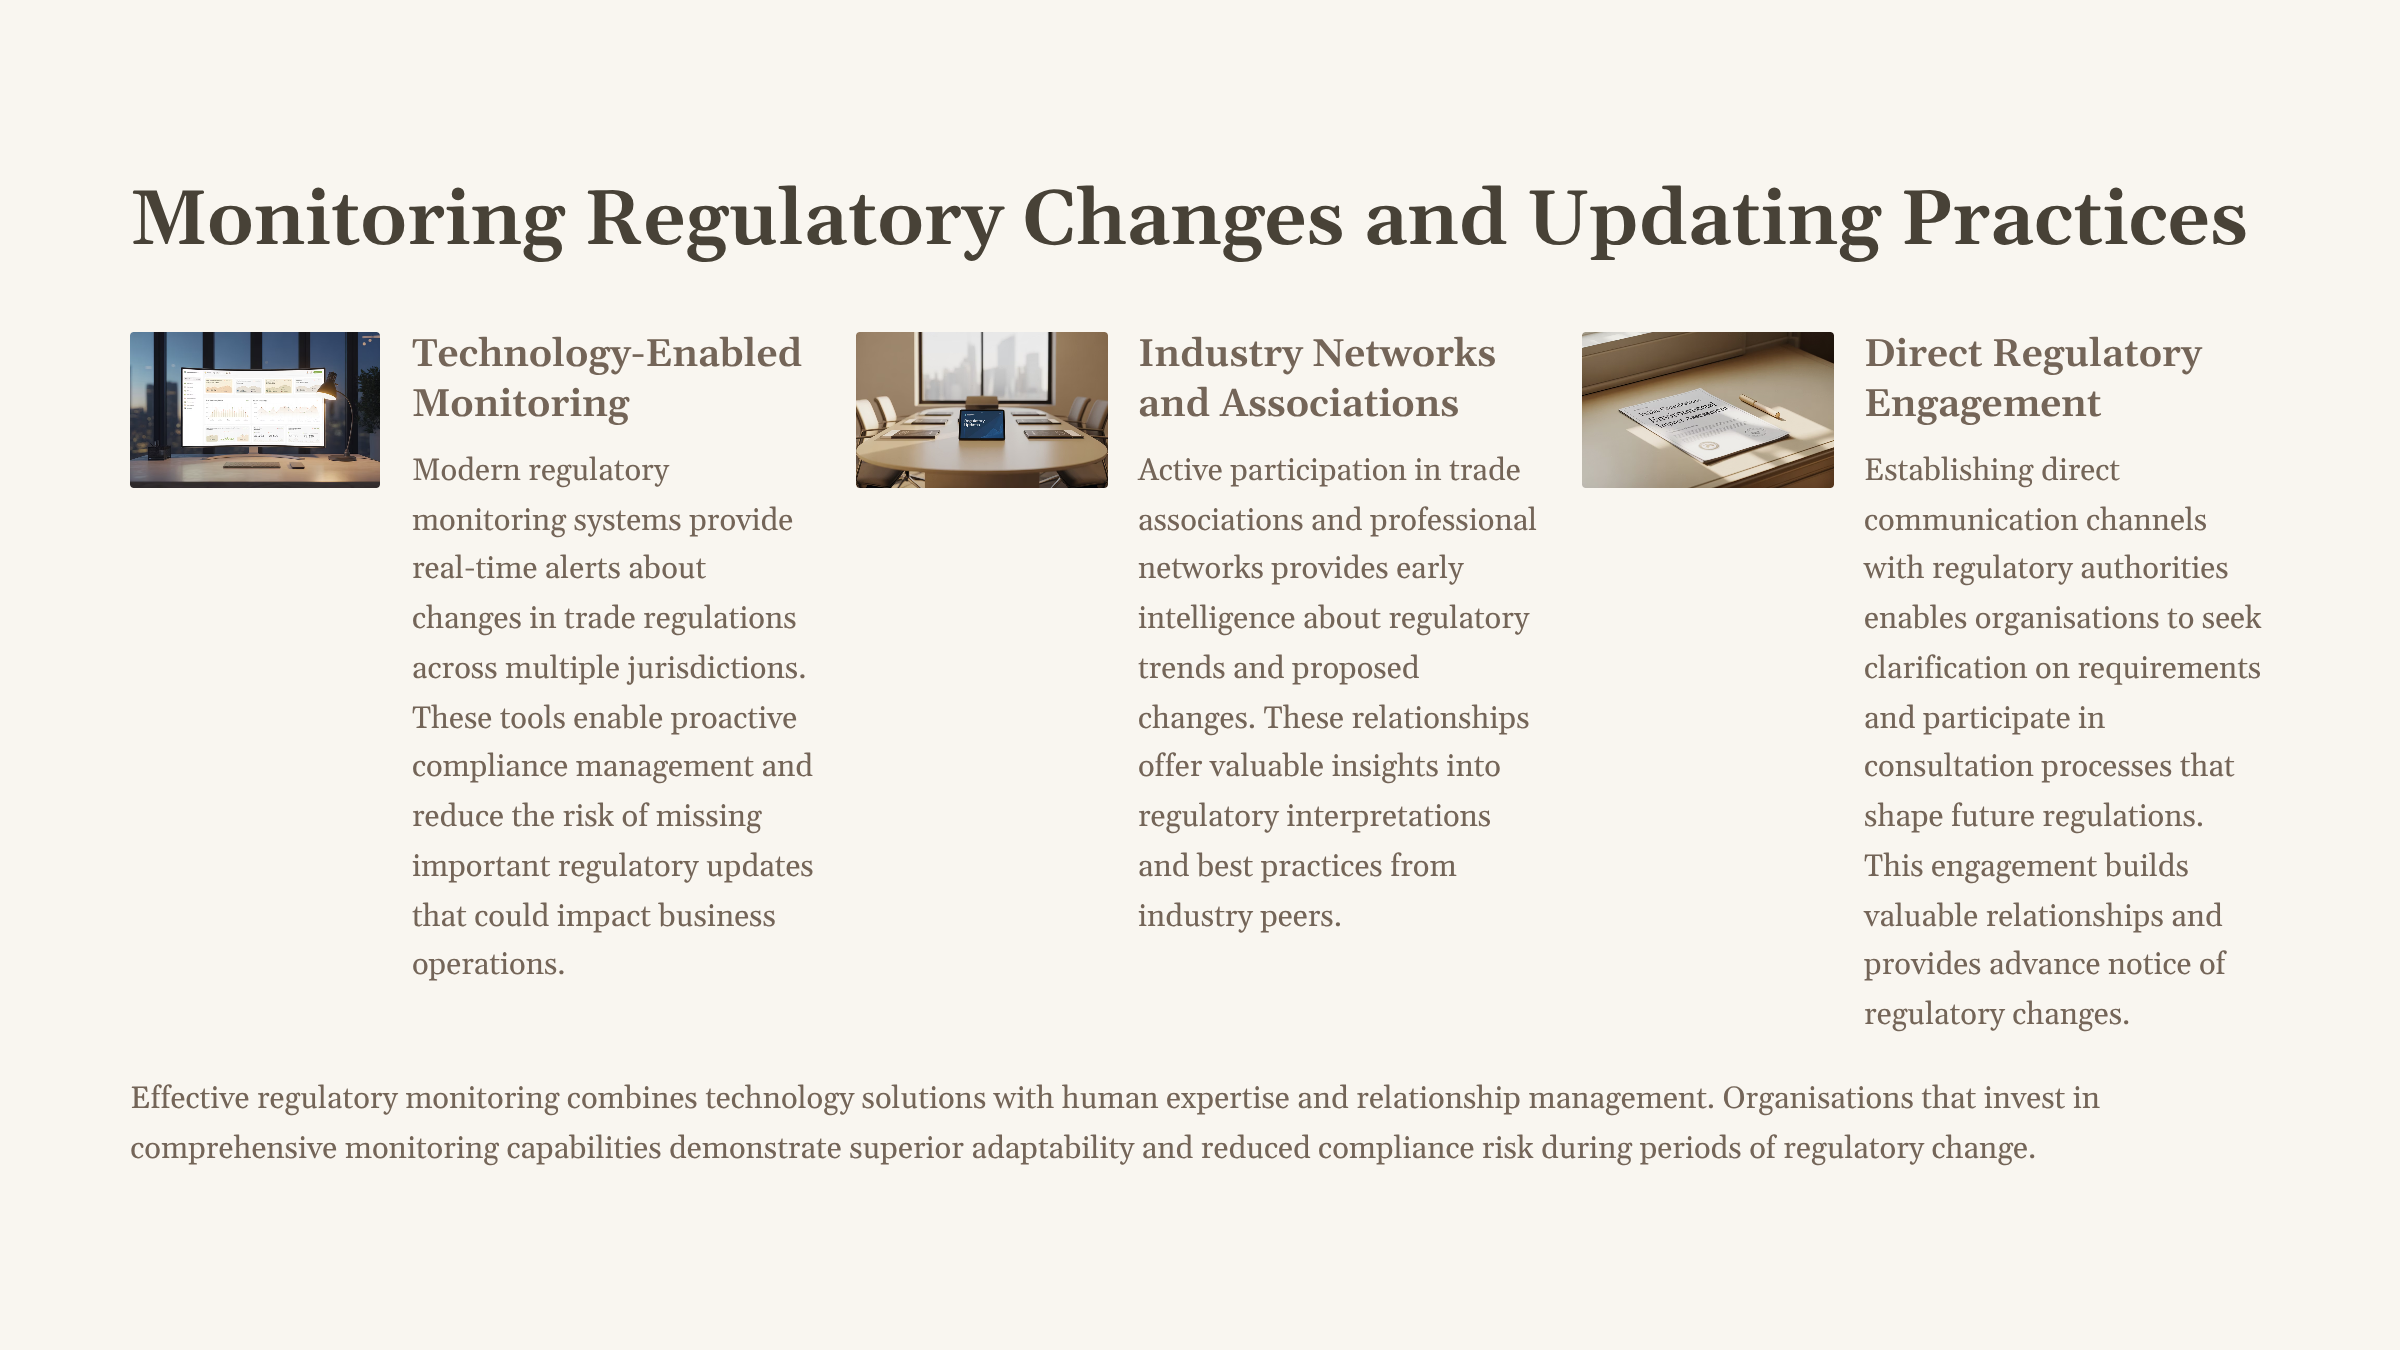 Monitoring Regulatory Changes and Updating Practices
Technology-Enabled
Monitoring
Modern regulatory
monitoring systems provide
real-time alerts about
changes in trade regulations
across multiple jurisdictions.
These tools enable proactive
compliance management and
reduce the risk of missing
important regulatory updates
that could impact business
operations.
Industry Networks
and Associations
Active participation in trade
associations and professional
networks provides early
intelligence about regulatory
trends and proposed
changes. These relationships
offer valuable insights into
regulatory interpretations
and best practices from
industry peers.
Direct Regulatory
Engagement
Establishing direct
communication channels
with regulatory authorities
enables organisations to seek
clarification on requirements
and participate in
consultation processes that
shape future regulations.
This engagement builds
valuable relationships and
provides advance notice of
regulatory changes.
Effective regulatory monitoring combines technology solutions with human expertise and relationship management. Organisations that invest in
comprehensive monitoring capabilities demonstrate superior adaptability and reduced compliance risk during periods of regulatory change.